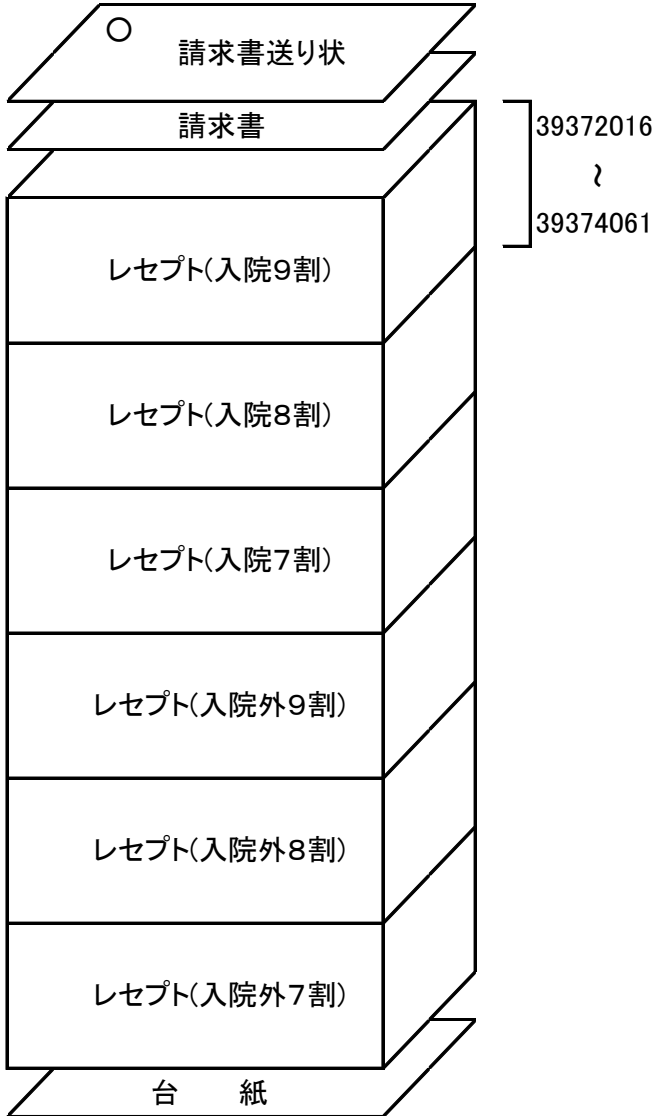 請求書送り状
請求書
39372016
～
39374061
レセプト(入院9割)
レセプト(入院8割)
レセプト(入院7割)
レセプト(入院外9割)
レセプト(入院外8割)
レセプト(入院外7割)
台　　紙